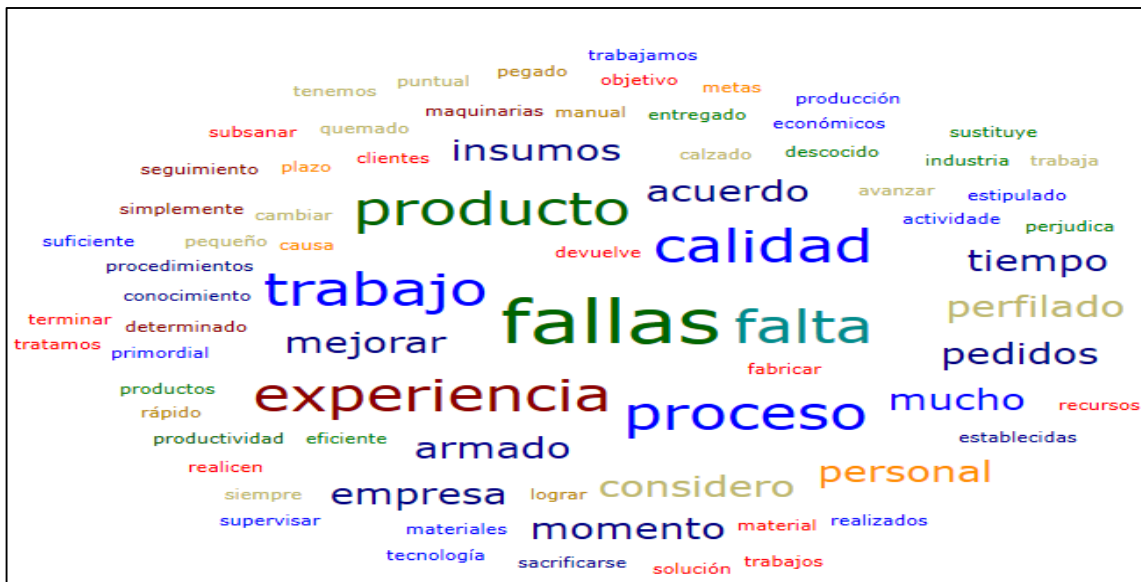 trabajamos
tenemos puntual pegado objetivo metas
maquinarias manual entregado producción
subsanar quemado económicos sustituye
seguimiento plazo clientes insumos calzado descocido industria trabaja
simplemente cambiar producto acuerdo avanzar estipulado
suficiente pequeño causa devuelve calidad actividade perjudica
procedimientos tiempo
conocimiento trabajo
terminar determinado fallas falta perfilado
tratamos primordial mejorar pedidos
fabricar
productos experiencia proceso mucho recursos
rápido
productividad eficiente armado establecidas
realicen personal
siempre empresa lograr considero
supervisar materiales momento material realizados
tecnología sacrificarse solución trabajos